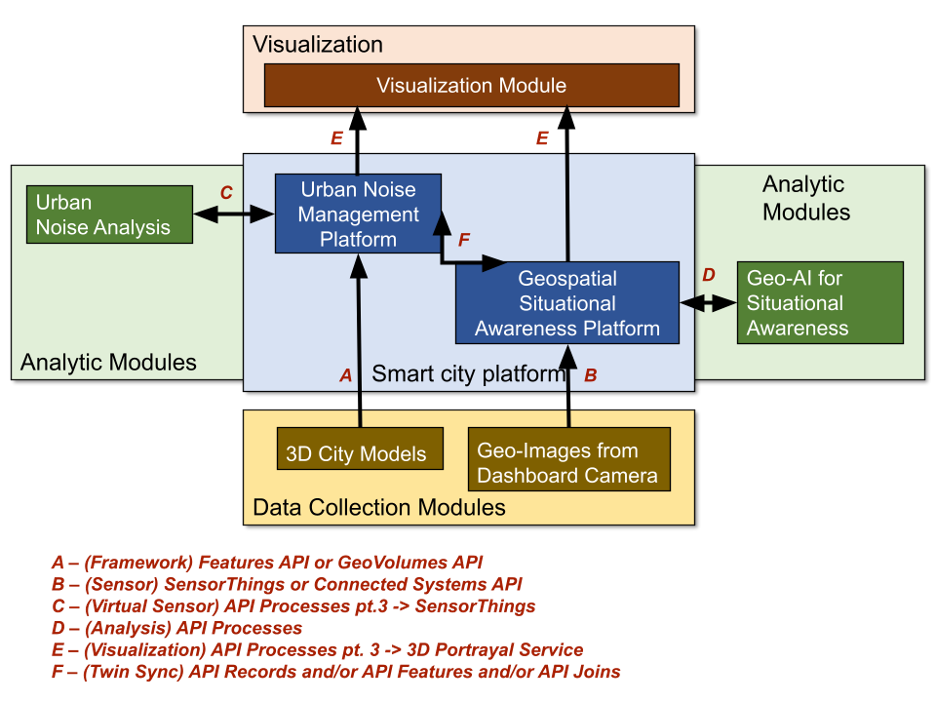 Visualization
Visualization Module
E
E
Analytic
Modules
Urban
Noise Analysis
C
Urban Noise
Management
Platform
F
Geospatial
Situational
Awareness Platform
D
Geo-AI for
Situational
Awareness
Analytic Modules
A
Smart city platform
B
3D City Models
Geo-Images from
Dashboard Camera
Data Collection Modules
A – (Framework) Features API or GeoVolumes API
B – (Sensor) SensorThings or Connected Systems API
C – (Virtual Sensor) API Processes pt.3 -> SensorThings
D – (Analysis) API Processes
E – (Visualization) API Processes pt. 3 -> 3D Portrayal Service
F – (Twin Sync) API Records and/or API Features and/or API Joins